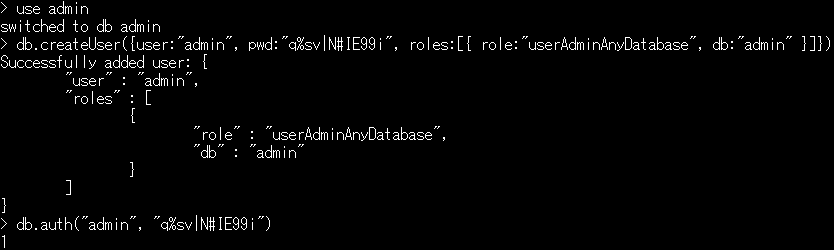 > use admin
switched to db admin
> db.createUser({user:"admin", pwd:"q%sv|N#IE99i", roles:[{ role:"userAdminAnyDatabase", db:"admin" }]})
Successfully added user: {
"user" : "admin",
"roles" : [
{
"role" : "userAdminAnyDatabase",
"db" : "admin"
}
]
}
> db.auth("admin", "q%sv|N#IE99i")
1